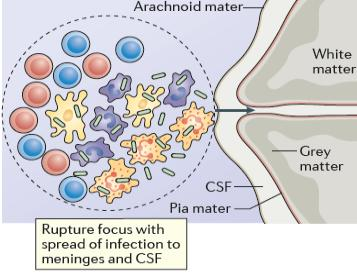 Arachnoid mater
White
matter
Grey
matter
CSF
Pia mater
Rupture focus with
spread of infection to
meninges and CSF